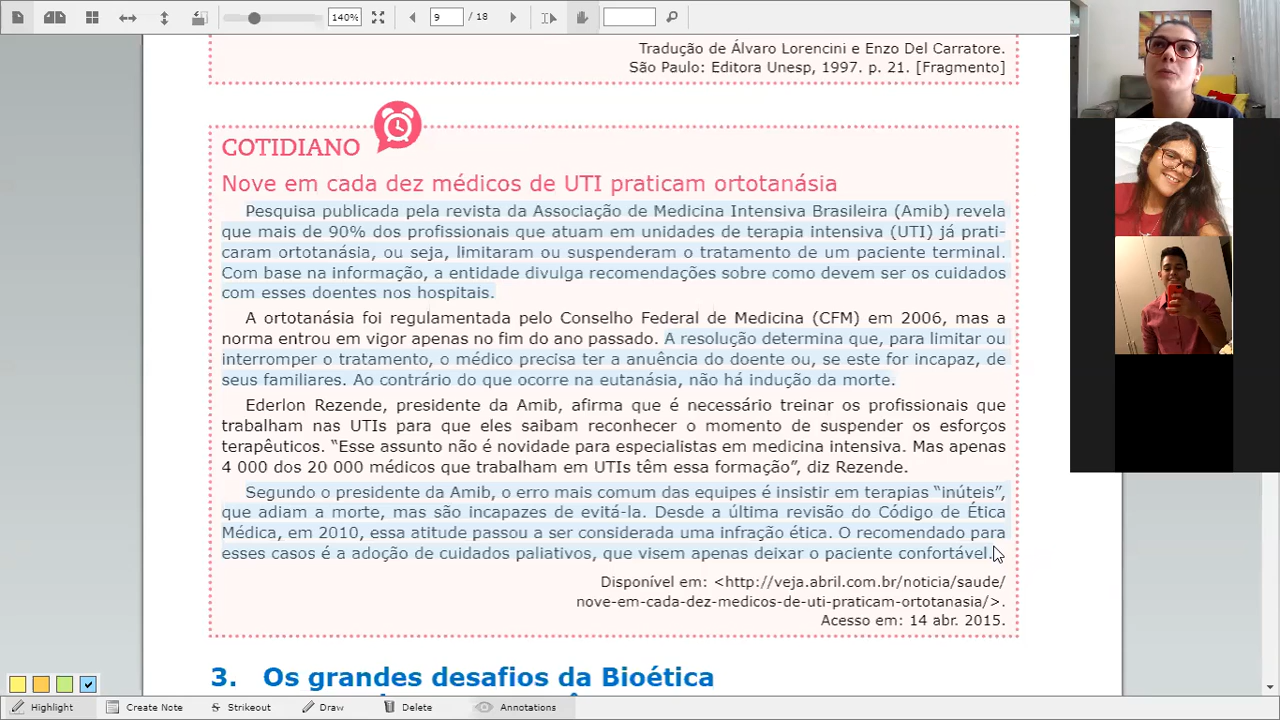 140%
9
/ 18
Tradução de Álvaro Lorencini e Enzo Del Carratore.
São Paulo: Editora Unesp, 1997. p. 21. [Fragmento]
COTIDIANO
Nove em cada dez médicos de UTI praticam ortotanásia
Pesquisa publicada pela revista da Associação de Medicina Intensiva Brasileira (Amib) revela
que mais de 90% dos profissionais que atuam em unidades de terapia intensiva (UTI) já prati-
caram ortotanásia, ou seja, limitaram ou suspenderam o tratamento de um paciente terminal.
Com base na informação, a entidade divulga recomendações sobre como devem ser os cuidados
com esses doentes nos hospitais.
A ortotanásia foi regulamentada pelo Conselho Federal de Medicina (CFM) em 2006, mas a
norma entrou em vigor apenas no fim do ano passado. A resolução determina que, para limitar ou
interromper o tratamento, o médico precisa ter a anuência do doente ou, se este for incapaz, de
seus familiares. Ao contrário do que ocorre na eutanásia, não há indução da morte.
Ederlon Rezende, presidente da Amib, afirma que é necessário treinar os profissionais que
trabalham nas UTIs para que eles saibam reconhecer o momento de suspender os esforços
terapêuticos. “Esse assunto não é novidade para especialistas em medicina intensiva. Mas apenas
4 000 dos 20 000 médicos que trabalham em UTIs têm essa formação”, diz Rezende.
Segundo o presidente da Amib, o erro mais comum das equipes é insistir em terapias “inúteis”,
que adiam a morte, mas são incapazes de evitá-la. Desde a última revisão do Código de Ética
Médica, em 2010, essa atitude passou a ser considerada uma infração ética. O recomendado para
esses casos é a adoção de cuidados paliativos, que visem apenas deixar o paciente confortável.
Disponível em: <http://veja.abril.com.br/noticia/saude/
nove-em-cada-dez-medicos-de-uti-praticam-ortotanasia/>.
Acesso em: 14 abr. 2015.
3. Os grandes desafios da Bioética
Highlight
Create Note
Strikeout
Draw
Delete
Annotations